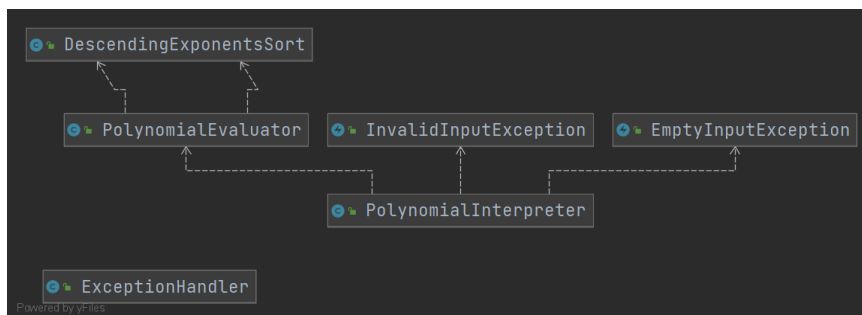 DescendingExponentsSort
PolynomialEvaluator
InvalidInputException
EmptyInputException
PolynomialInterpreter
ExceptionHandler
Powered by yFiles